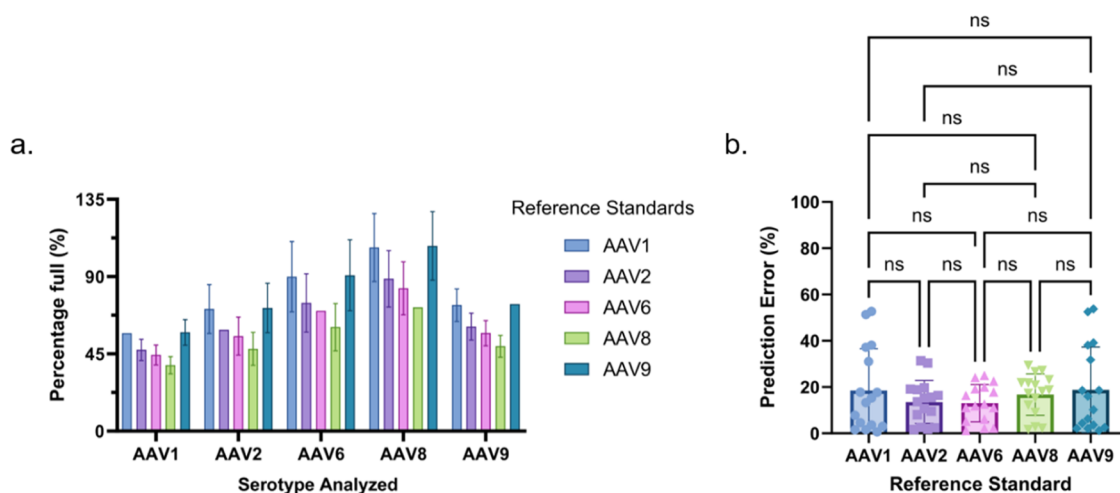 a.
Percentage full (%)
135
90
45
0
AAV1 AAV2 AAV6 AAV8 AAV9
Serotype Analyzed
Reference Standards
AAV1
AAV2
AAV6
AAV8
AAV9
b.
ns
ns
ns
ns
ns ns
ns ns ns ns
Prediction Error (%)
100
80
60
40
20
0
AAV1 AAV2 AAV6 AAV8 AAV9
Reference Standard